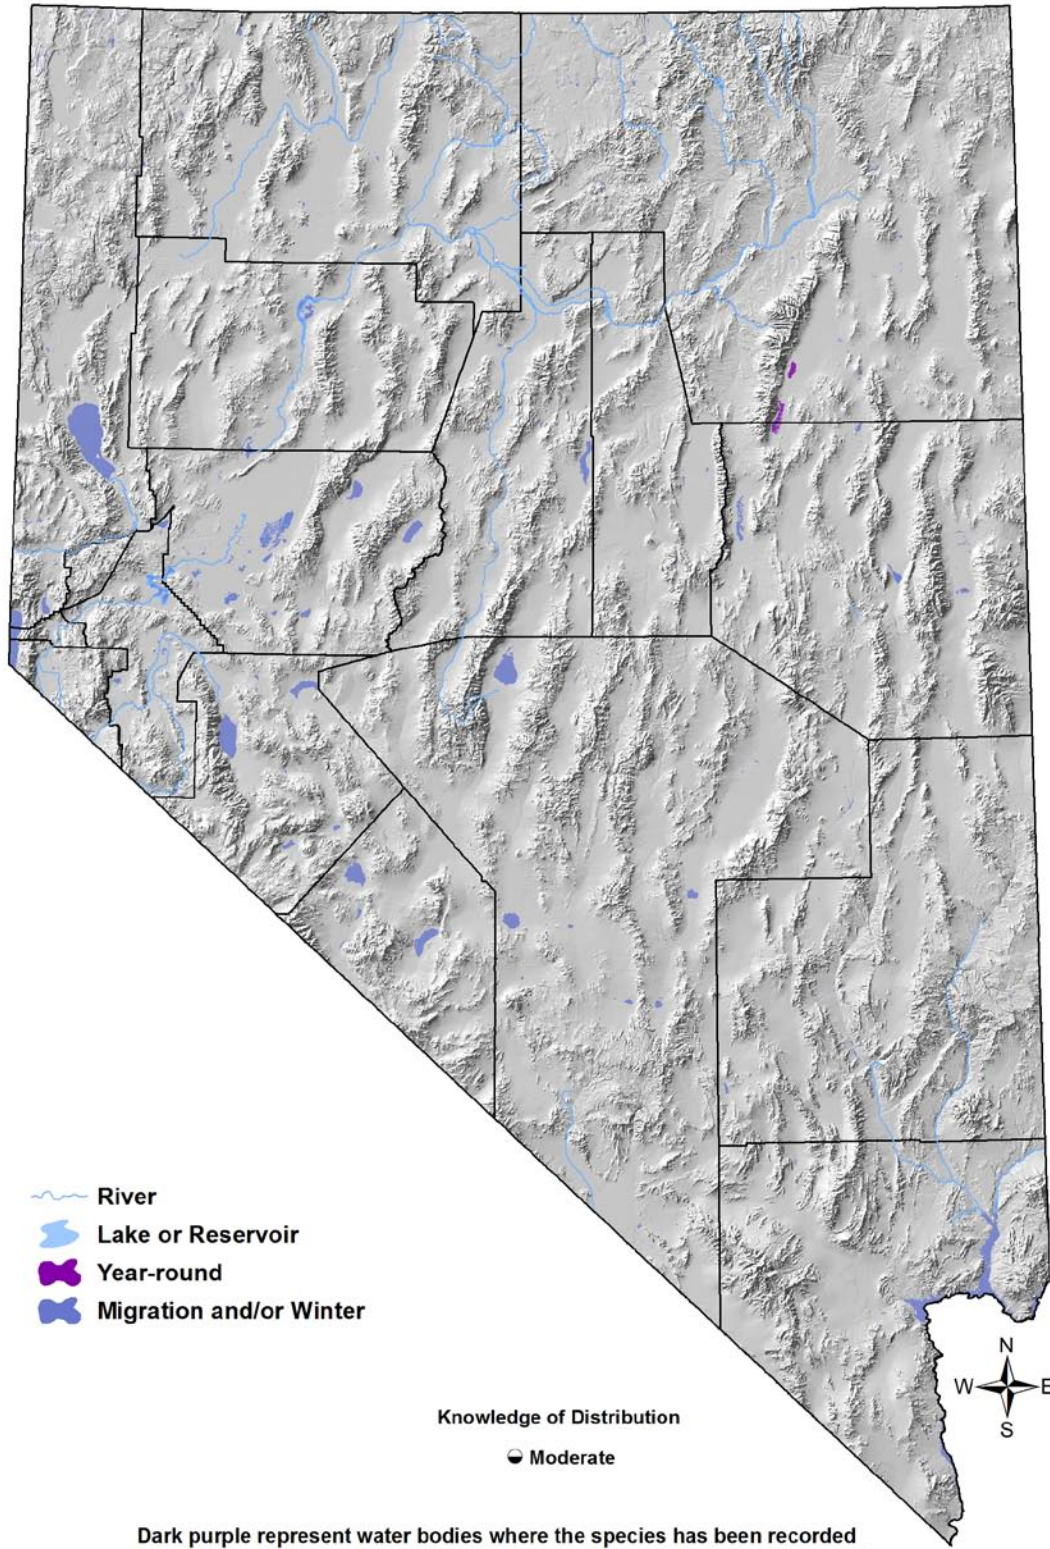 River
Lake or Reservoir
Year-round
Migration and/or Winter
N
W E
S
Knowledge of Distribution
Moderate
Dark purple represent water bodies where the species has been recorded